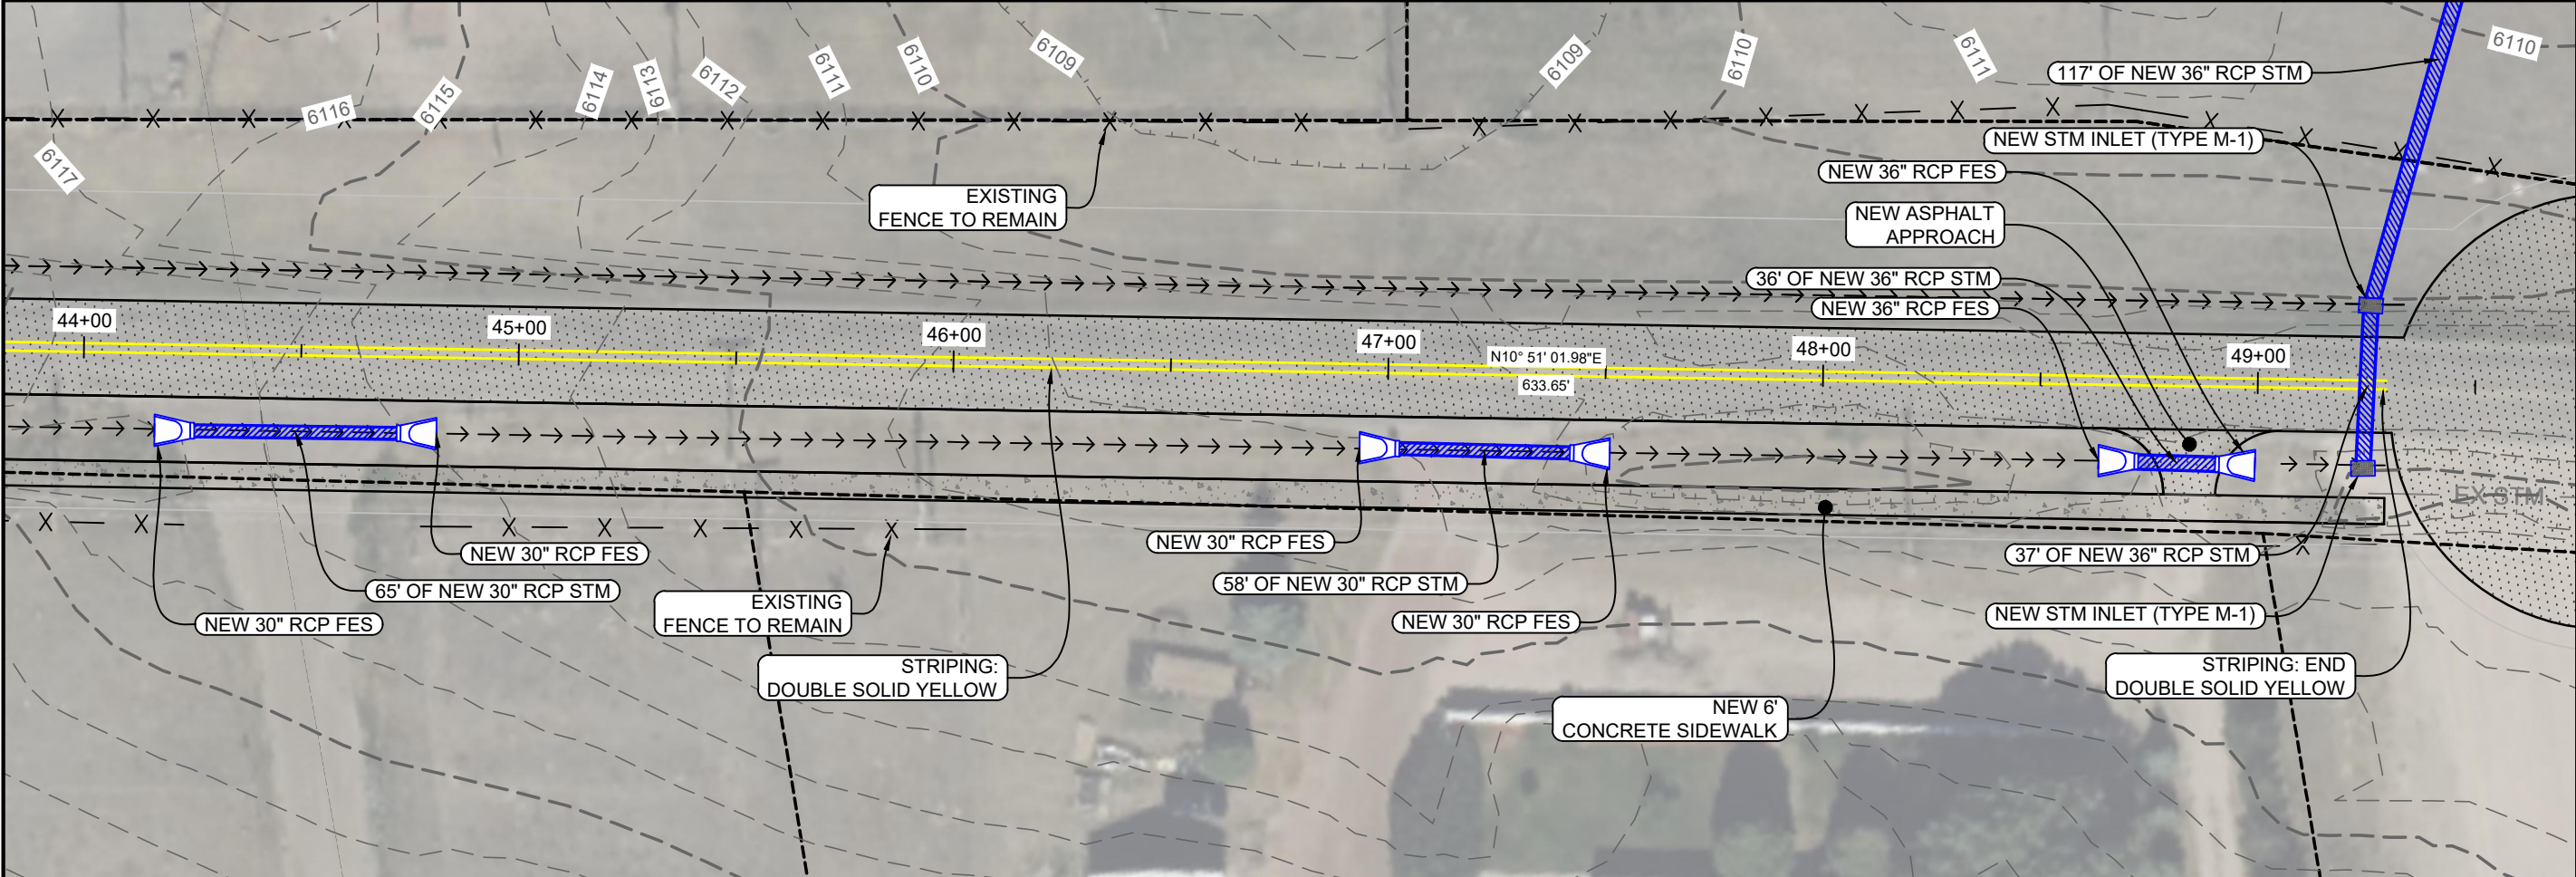 6109
6109
6110
6111
6110
6110
6111
6112
6113
6114
6115
6116
6117
117' OF NEW 36" RCP STM
NEW STM INLET (TYPE M-1)
NEW 36" RCP FES
EXISTING
FENCE TO REMAIN
NEW ASPHALT
APPROACH
36' OF NEW 36" RCP STM
NEW 36" RCP FES
44+00
45+00
46+00
47+00
48+00
49+00
N10° 51' 01.98"E
633.65'
EX STM
NEW 30" RCP FES
65' OF NEW 30" RCP STM
NEW 30" RCP FES
EXISTING
FENCE TO REMAIN
STRIPING:
DOUBLE SOLID YELLOW
NEW 30" RCP FES
58' OF NEW 30" RCP STM
NEW 30" RCP FES
NEW 6'
CONCRETE SIDEWALK
37' OF NEW 36" RCP STM
NEW STM INLET (TYPE M-1)
STRIPING: END
DOUBLE SOLID YELLOW